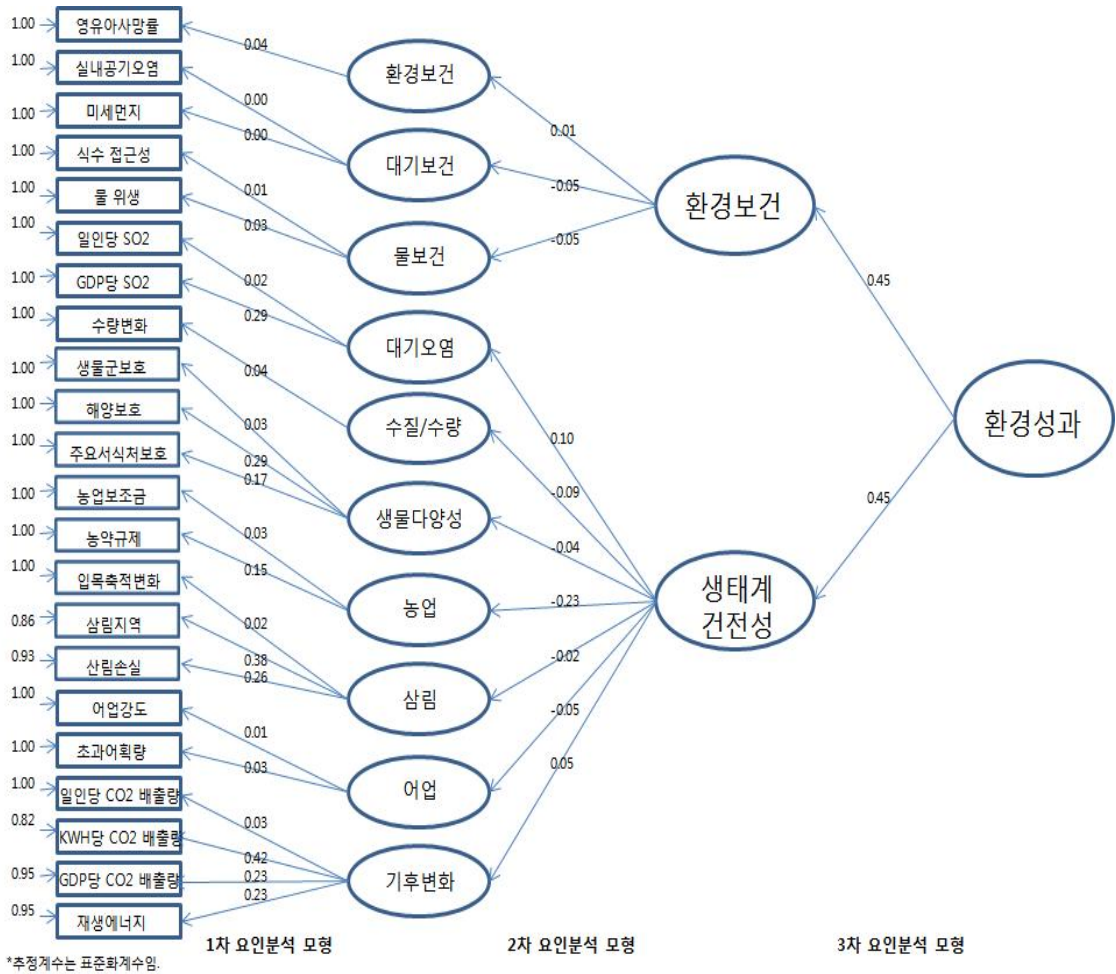 1.00
영유아사망률
1.00
실내공기오염
1.00
미세먼지
1.00
식수 접근성
1.00
물 위생
1.00
일인당 SO2
1.00
GDP당 SO2
1.00
수량변화
1.00
생물군보호
1.00
해양보호
1.00
주요서식처보호
1.00
농업보조금
1.00
농약규제
1.00
입목축적변화
0.86
삼림지역
0.93
산림손실
1.00
어업강도
1.00
초과어획량
1.00
일인당 CO2 배출량
0.82
KWH당 CO2 배출량
0.95
GDP당 CO2 배출량
0.95
재생에너지
0.04
0.00
0.00
0.01
0.03
0.02
0.29
0.04
0.03
0.29
0.17
0.03
0.15
0.02
0.38
0.26
0.01
0.03
0.03
0.42
0.23
0.23
환경보건
대기보건
물보건
대기오염
수질/수량
생물다양성
농업
삼림
어업
기후변화
0.01
-0.05
-0.05
0.10
-0.09
-0.04
-0.23
-0.02
-0.05
0.05
환경보건
생태계
건전성
0.45
0.45
환경성과
1차 요인분석 모형
2차 요인분석 모형
3차 요인분석 모형
*추정계수는 표준화계수임.